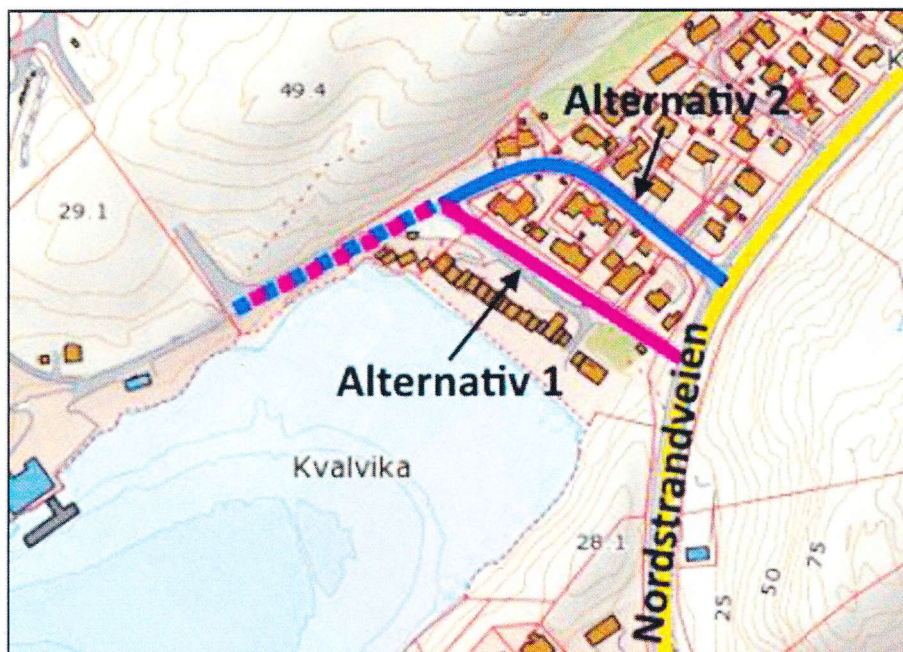 49.4
Alternativ 2
29.1
Alternativ 1
Kvalvika
Nordstrandveien
28.1
25
50
75